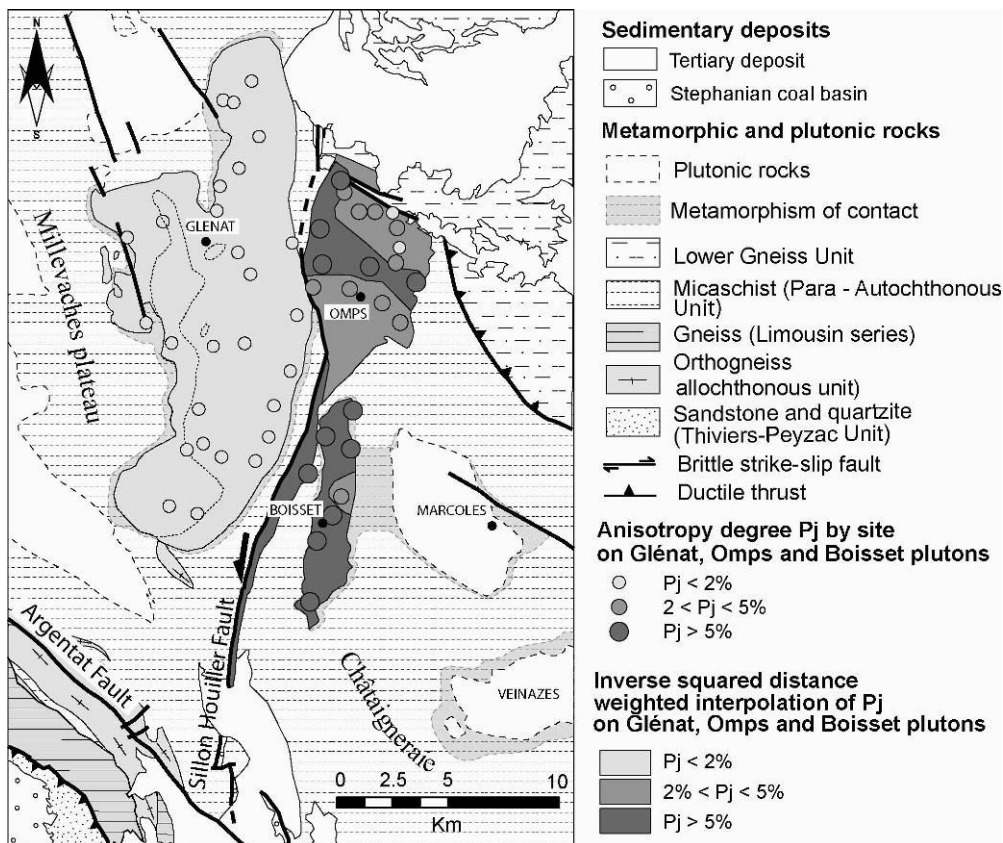 N
S
GLENAT
Millevaches plateau
OMPS
BOISSET
MARCOLES
Argentat Fault
Sillon Houiller Fault
Châtaigneraie
VEINAZES
0 2.5 5 10
Km
Sedimentary deposits
Tertiary deposit
Stephanian coal basin
Metamorphic and plutonic rocks
Plutonic rocks
Metamorphism of contact
Lower Gneiss Unit
Micaschist (Para - Autochthonous
Unit)
Gneiss (Limousin series)
Orthogneiss
allochthonous unit)
Sandstone and quartzite
(Thiviers-Peyzac Unit)
Brittle strike-slip fault
Ductile thrust
Anisotropy degree Pj by site
on Glénat, Omps and Boisset plutons
Pj < 2%
2 < Pj < 5%
Pj > 5%
Inverse squared distance
weighted interpolation of Pj
on Glénat, Omps and Boisset plutons
Pj < 2%
2% < Pj < 5%
Pj > 5%